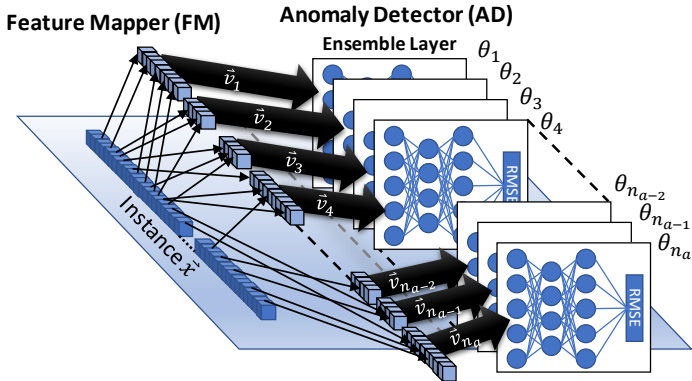 Feature Mapper (FM)
Anomaly Detector (AD)
Ensemble Layer
θ₁
θ₂
θ₃
θ₄
v⃗₁
v⃗₂
v⃗₃
v⃗₄
RMSE
Instance x⃗
θₙₐ₋₂
θₙₐ₋₁
θₙₐ
v⃗ₙₐ₋₂
v⃗ₙₐ₋₁
v⃗ₙₐ
RMSE